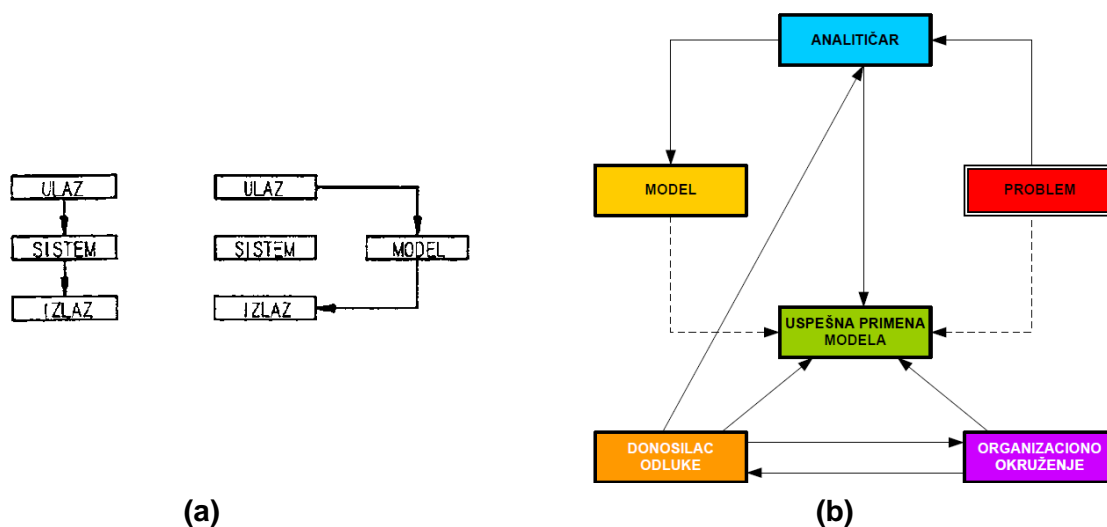 ULAZ
SISTEM
IZLAZ
ULAZ
SISTEM
MODEL
IZLAZ
(a)
ANALITIČAR
MODEL
PROBLEM
USPEŠNA PRIMENA
MODELA
DONOSILAC
ODLUKE
ORGANIZACIONO
OKRUŽENJE
(b)